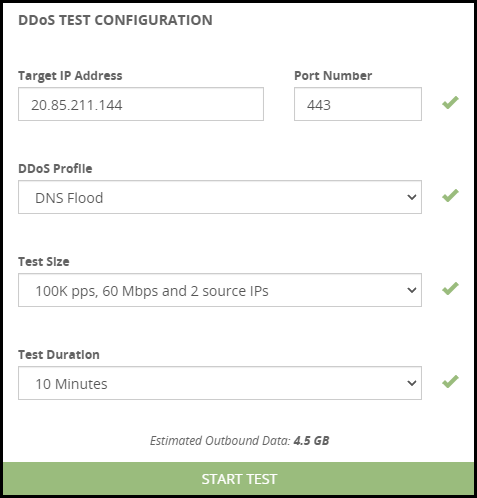 DDoS TEST CONFIGURATION
Target IP Address Port Number
20.85.211.144 443
DDoS Profile
DNS Flood
Test Size
100K pps, 60 Mbps and 2 source IPs
Test Duration
10 Minutes
Estimated Outbound Data: 4.5 GB
START TEST